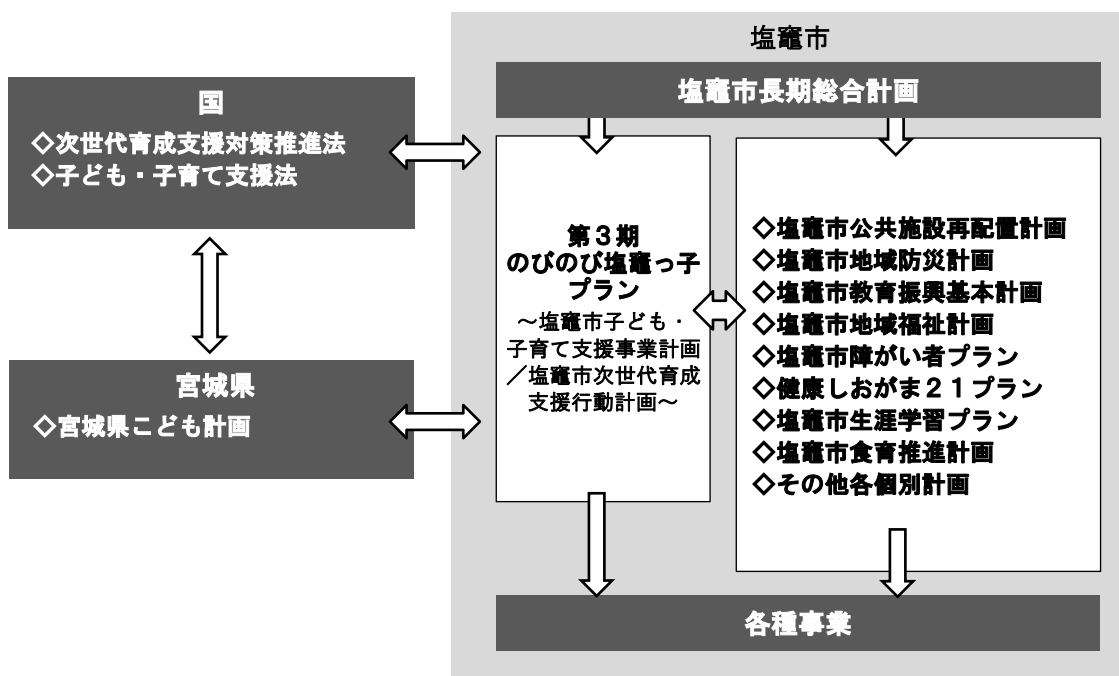 塩竈市
塩竈市長期総合計画
国
◇次世代育成支援対策推進法
◇子ども・子育て支援法
宮城県
◇宮城県こども計画
第3期
のびのび塩竈っ子
プラン
~塩竈市子ども・
子育て支援事業計画
/塩竈市次世代育成
支援行動計画~
◇塩竈市公共施設再配置計画
◇塩竈市地域防災計画
◇塩竈市教育振興基本計画
◇塩竈市地域福祉計画
◇塩竈市障がい者プラン
◇健康しおがま21プラン
◇塩竈市生涯学習プラン
◇塩竈市食育推進計画
◇その他各個別計画
各種事業